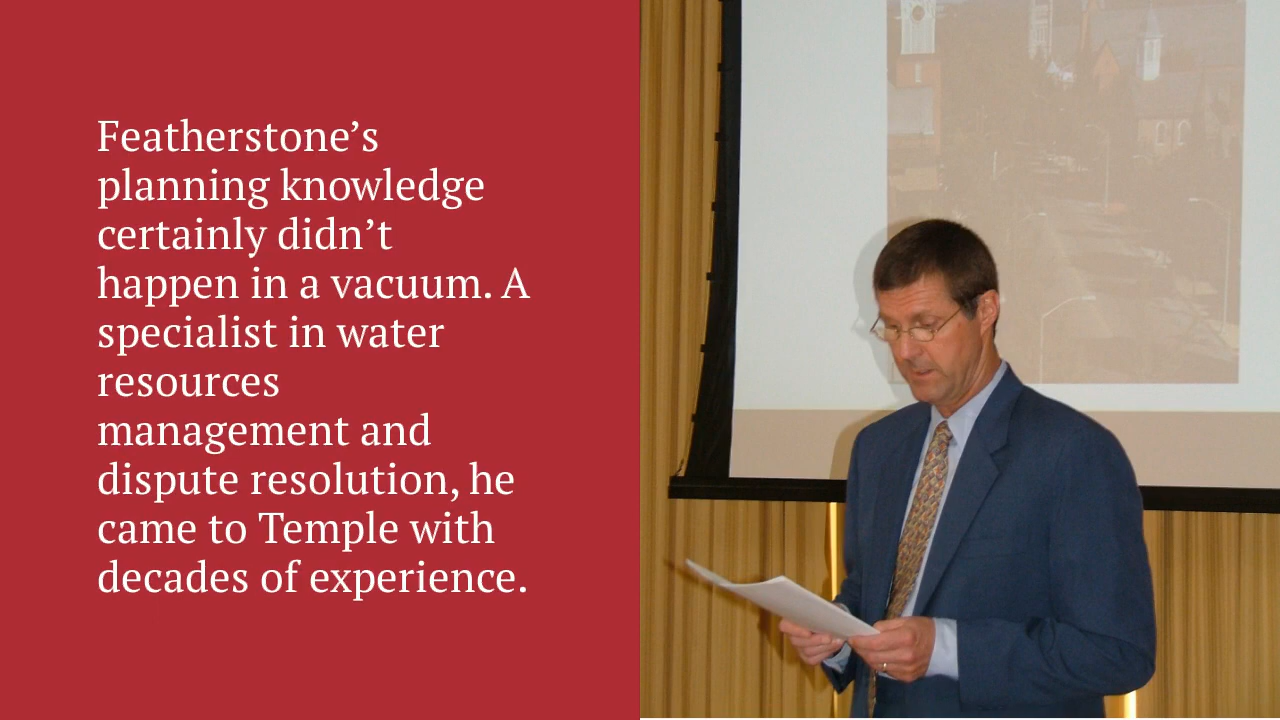 Featherstone’s
planning knowledge
certainly didn’t
happen in a vacuum. A
specialist in water
resources
management and
dispute resolution, he
came to Temple with
decades of experience.